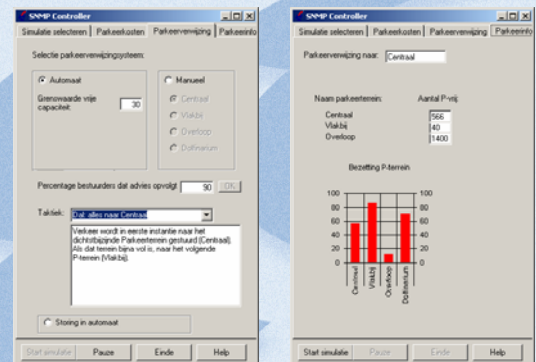 SNMP Controller
Simulatie selecteren Parkeerkosten Parkeerverwijzing Parkeerinfo
Selectie parkeerverwijzingsysteem:
Automaat
Grenswaarde vrije
capaciteit:
30
Manueel
Centraal
Vlakbij
Overloop
Dolfinarium
Percentage bestuurders dat advies opvolgt 90 OK
Taktiek: Dal: alles naar Centraal
Verkeer wordt in eerste instantie naar het
dichtstbijzijnde Parkeerterrein gestuurd (Centraal).
Als dat terrein bijna vol is, naar het volgende
P-terrein (Vlakbij).
Storing in automaat
Start simulatie Pauze Einde Help
SNMP Controller
Simulatie selecteren Parkeerkosten Parkeerverwijzing Parkeerinfo
Parkeerverwijzing naar: Centraal
Naam parkeerterrein: Aantal P-vrij:
Centraal 566
Vlakbij 40
Overloop 1400
Bezetting P-terrein
100 100
80 80
60 60
40 40
20 20
0 0
Centraal
Vlakbij
Overloop
Dolfinarium
Start simulatie Pauze Einde Help